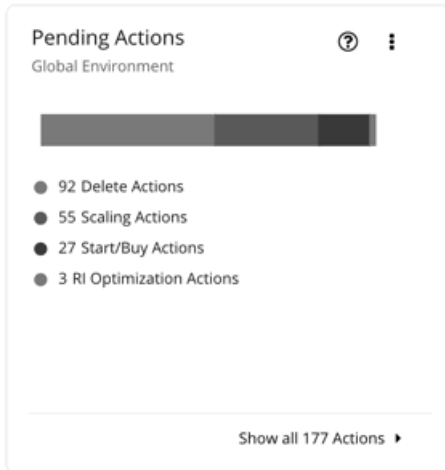 Pending Actions
Global Environment
92 Delete Actions
55 Scaling Actions
27 Start/Buy Actions
3 RI Optimization Actions
Show all 177 Actions